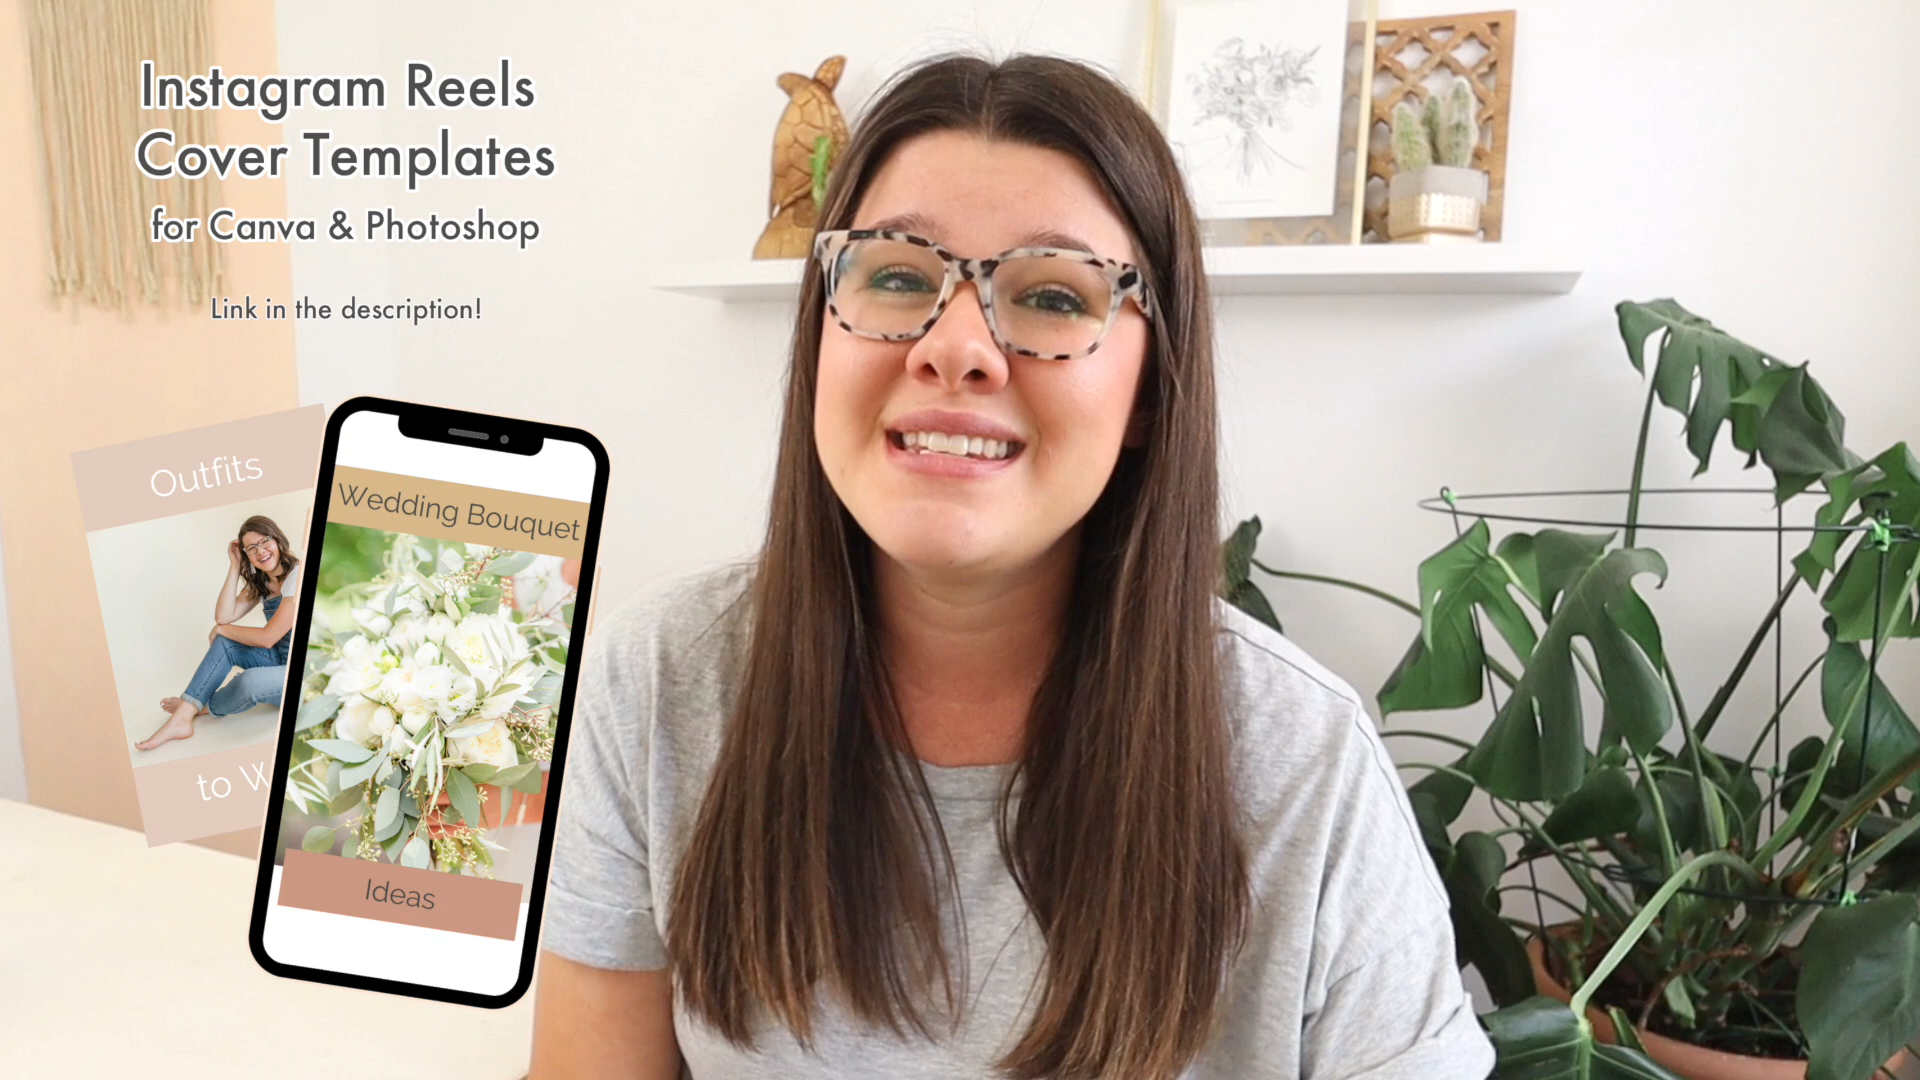 Instagram Reels
Cover Templates
for Canva & Photoshop
Link in the description!
Outfits
to W
Wedding Bouquet
Ideas